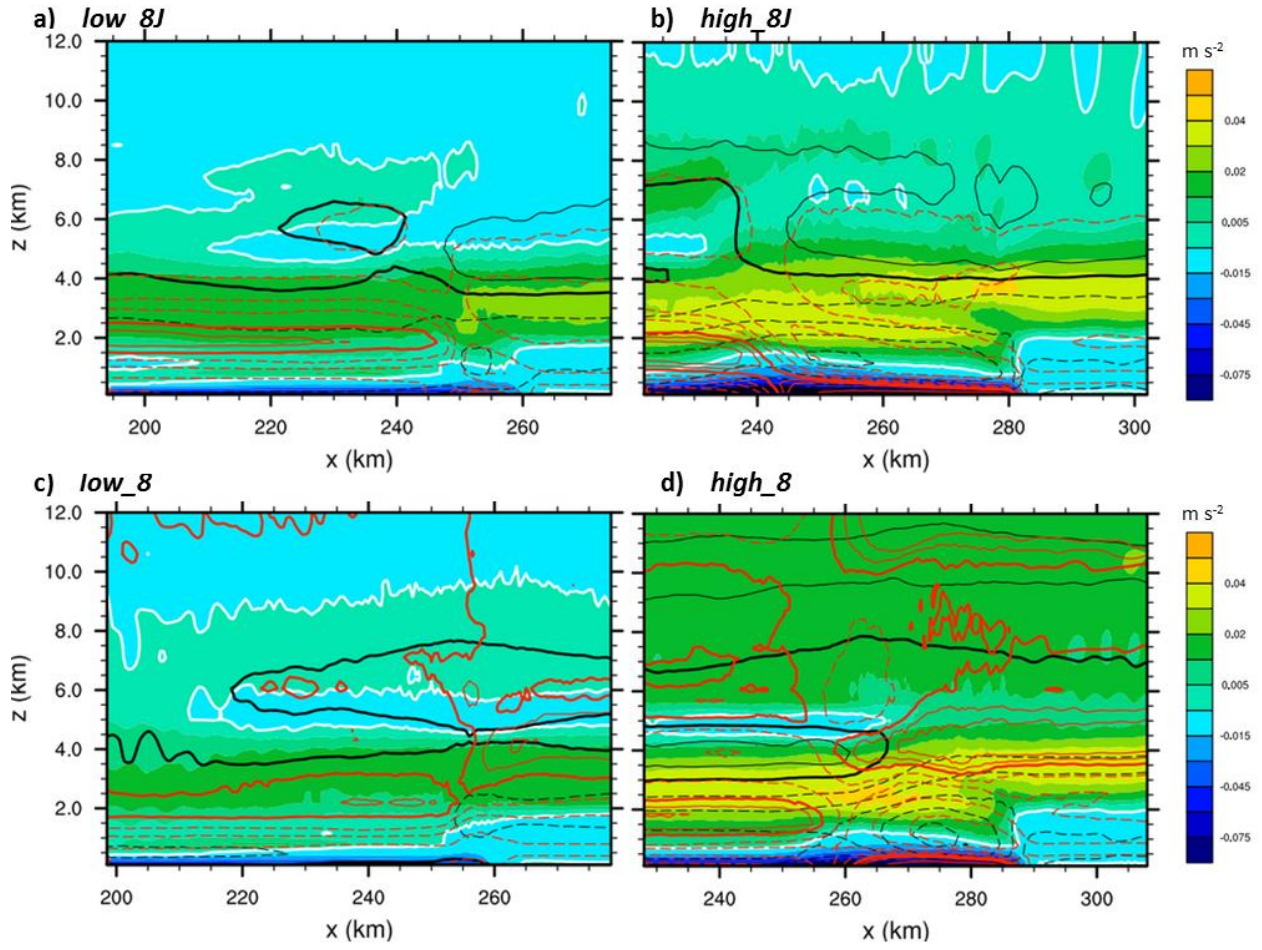 a) low_8J b) high_8J
12.0
10.0
8.0
6.0
4.0
2.0
z (km)
200 220 240 260
x (km)
240 260 280 300
x (km)
m s-2
0.04
0.02
0.005
-0.015
-0.045
-0.075
c) low_8 d) high_8
12.0
10.0
8.0
6.0
4.0
2.0
z (km)
200 220 240 260
x (km)
240 260 280 300
x (km)
m s-2
0.04
0.02
0.005
-0.015
-0.045
-0.075